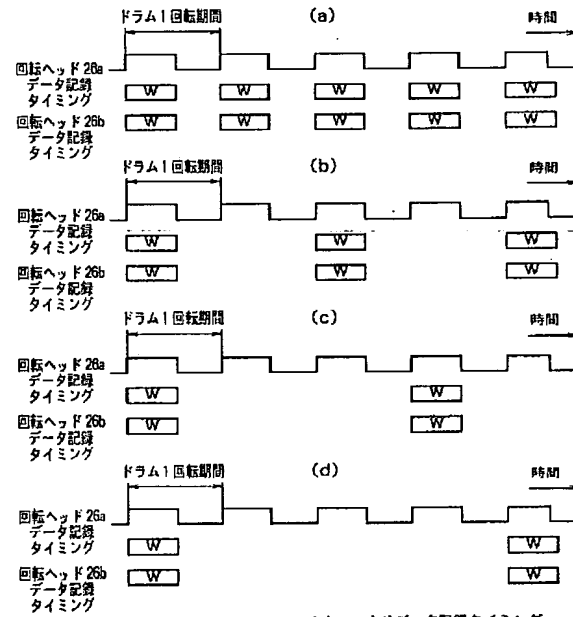 (a)
ドラム1回転期間
時間
回転ヘッド26a
データ記録
タイミング
W W W W W
回転ヘッド26b
データ記録
タイミング
W W W W W
(b)
ドラム1回転期間
時間
回転ヘッド26a
データ記録
タイミング
W W W
回転ヘッド26b
データ記録
タイミング
W W W
(c)
ドラム1回転期間
時間
回転ヘッド26a
データ記録
タイミング
W W
回転ヘッド26b
データ記録
タイミング
W W
(d)
ドラム1回転期間
時間
回転ヘッド26a
データ記録
タイミング
W W
回転ヘッド26b
データ記録
タイミング
W W